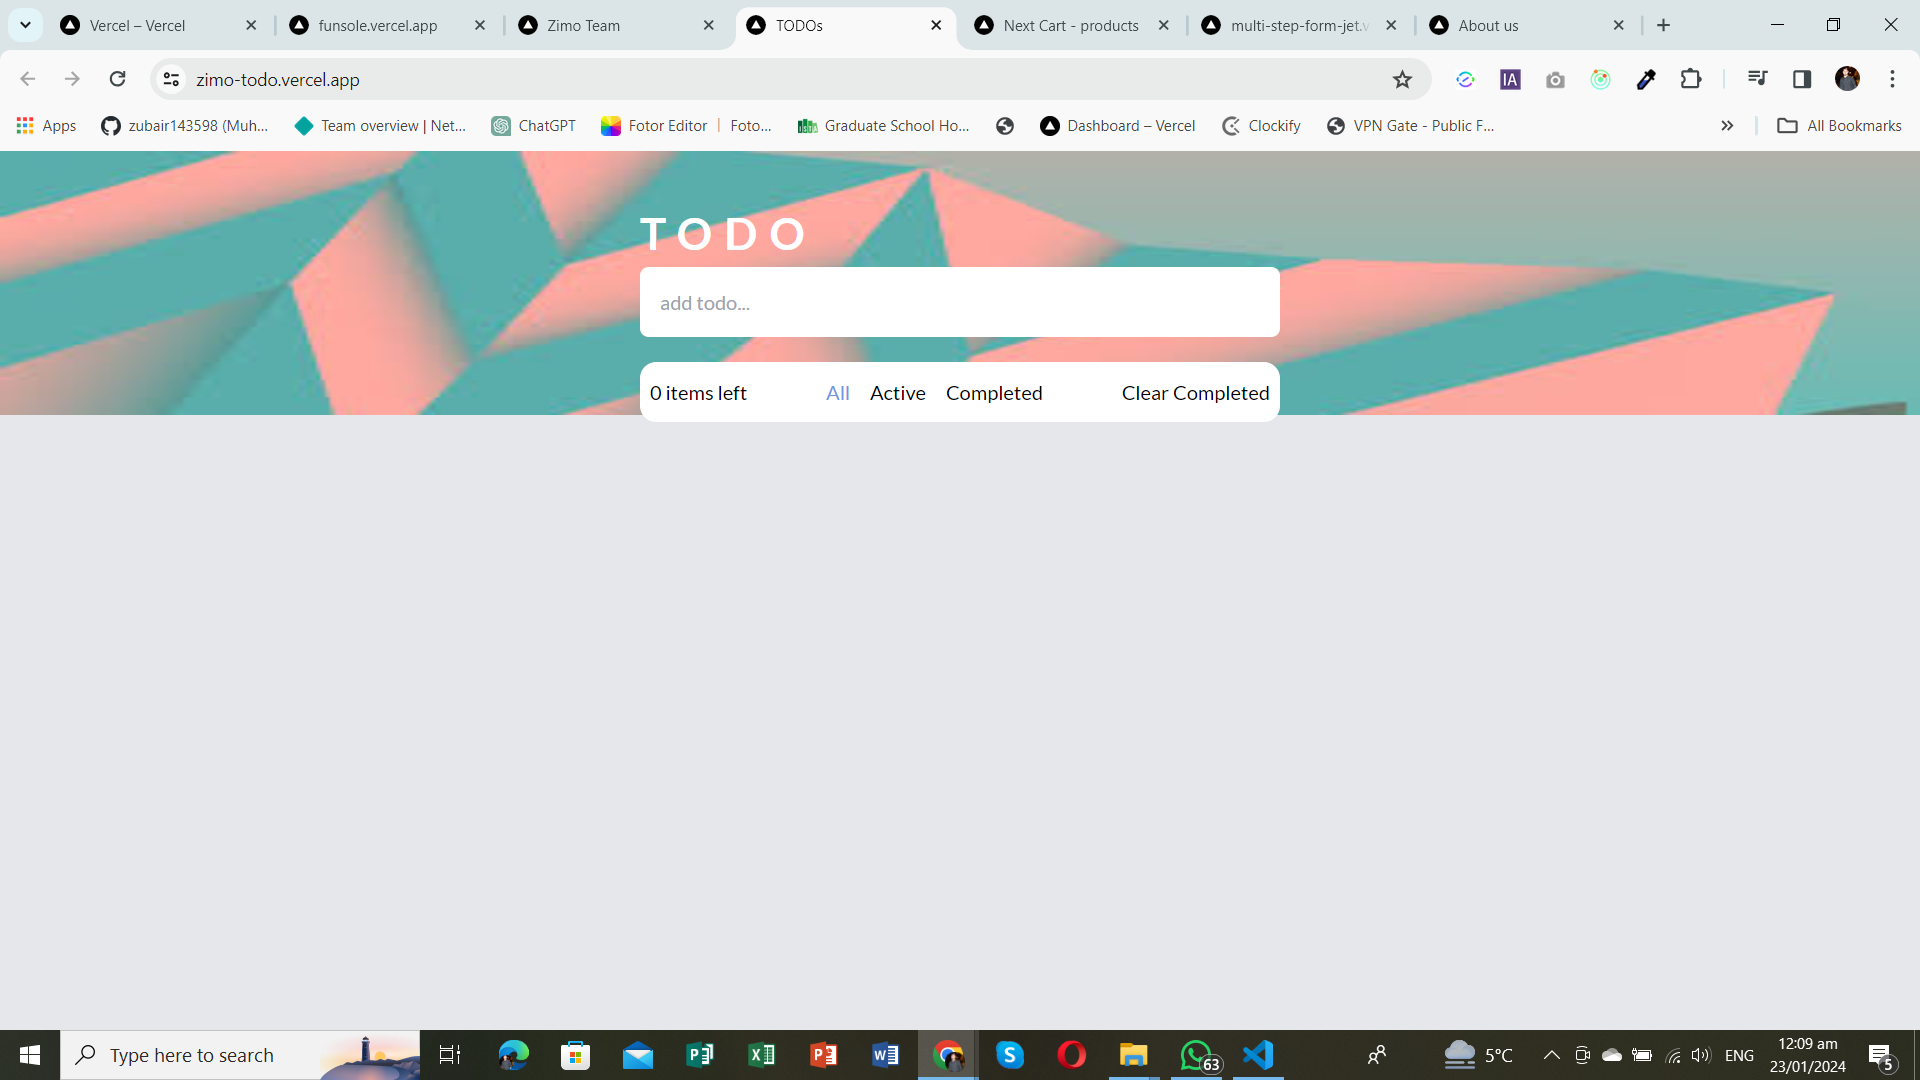 Vercel – Vercel
funsole.vercel.app
Zimo Team
TODOs
Next Cart - products
multi-step-form-jet.v
About us
zimo-todo.vercel.app
IA
Apps
zubair143598 (Muh...
Team overview | Net...
ChatGPT
Fotor Editor | Foto...
Graduate School Ho...
Dashboard – Vercel
Clockify
VPN Gate - Public F...
All Bookmarks
TODO
add todo...
0 items left
All
Active
Completed
Clear Completed
Type here to search
63
5°C
ENG
12:09 am
23/01/2024
5